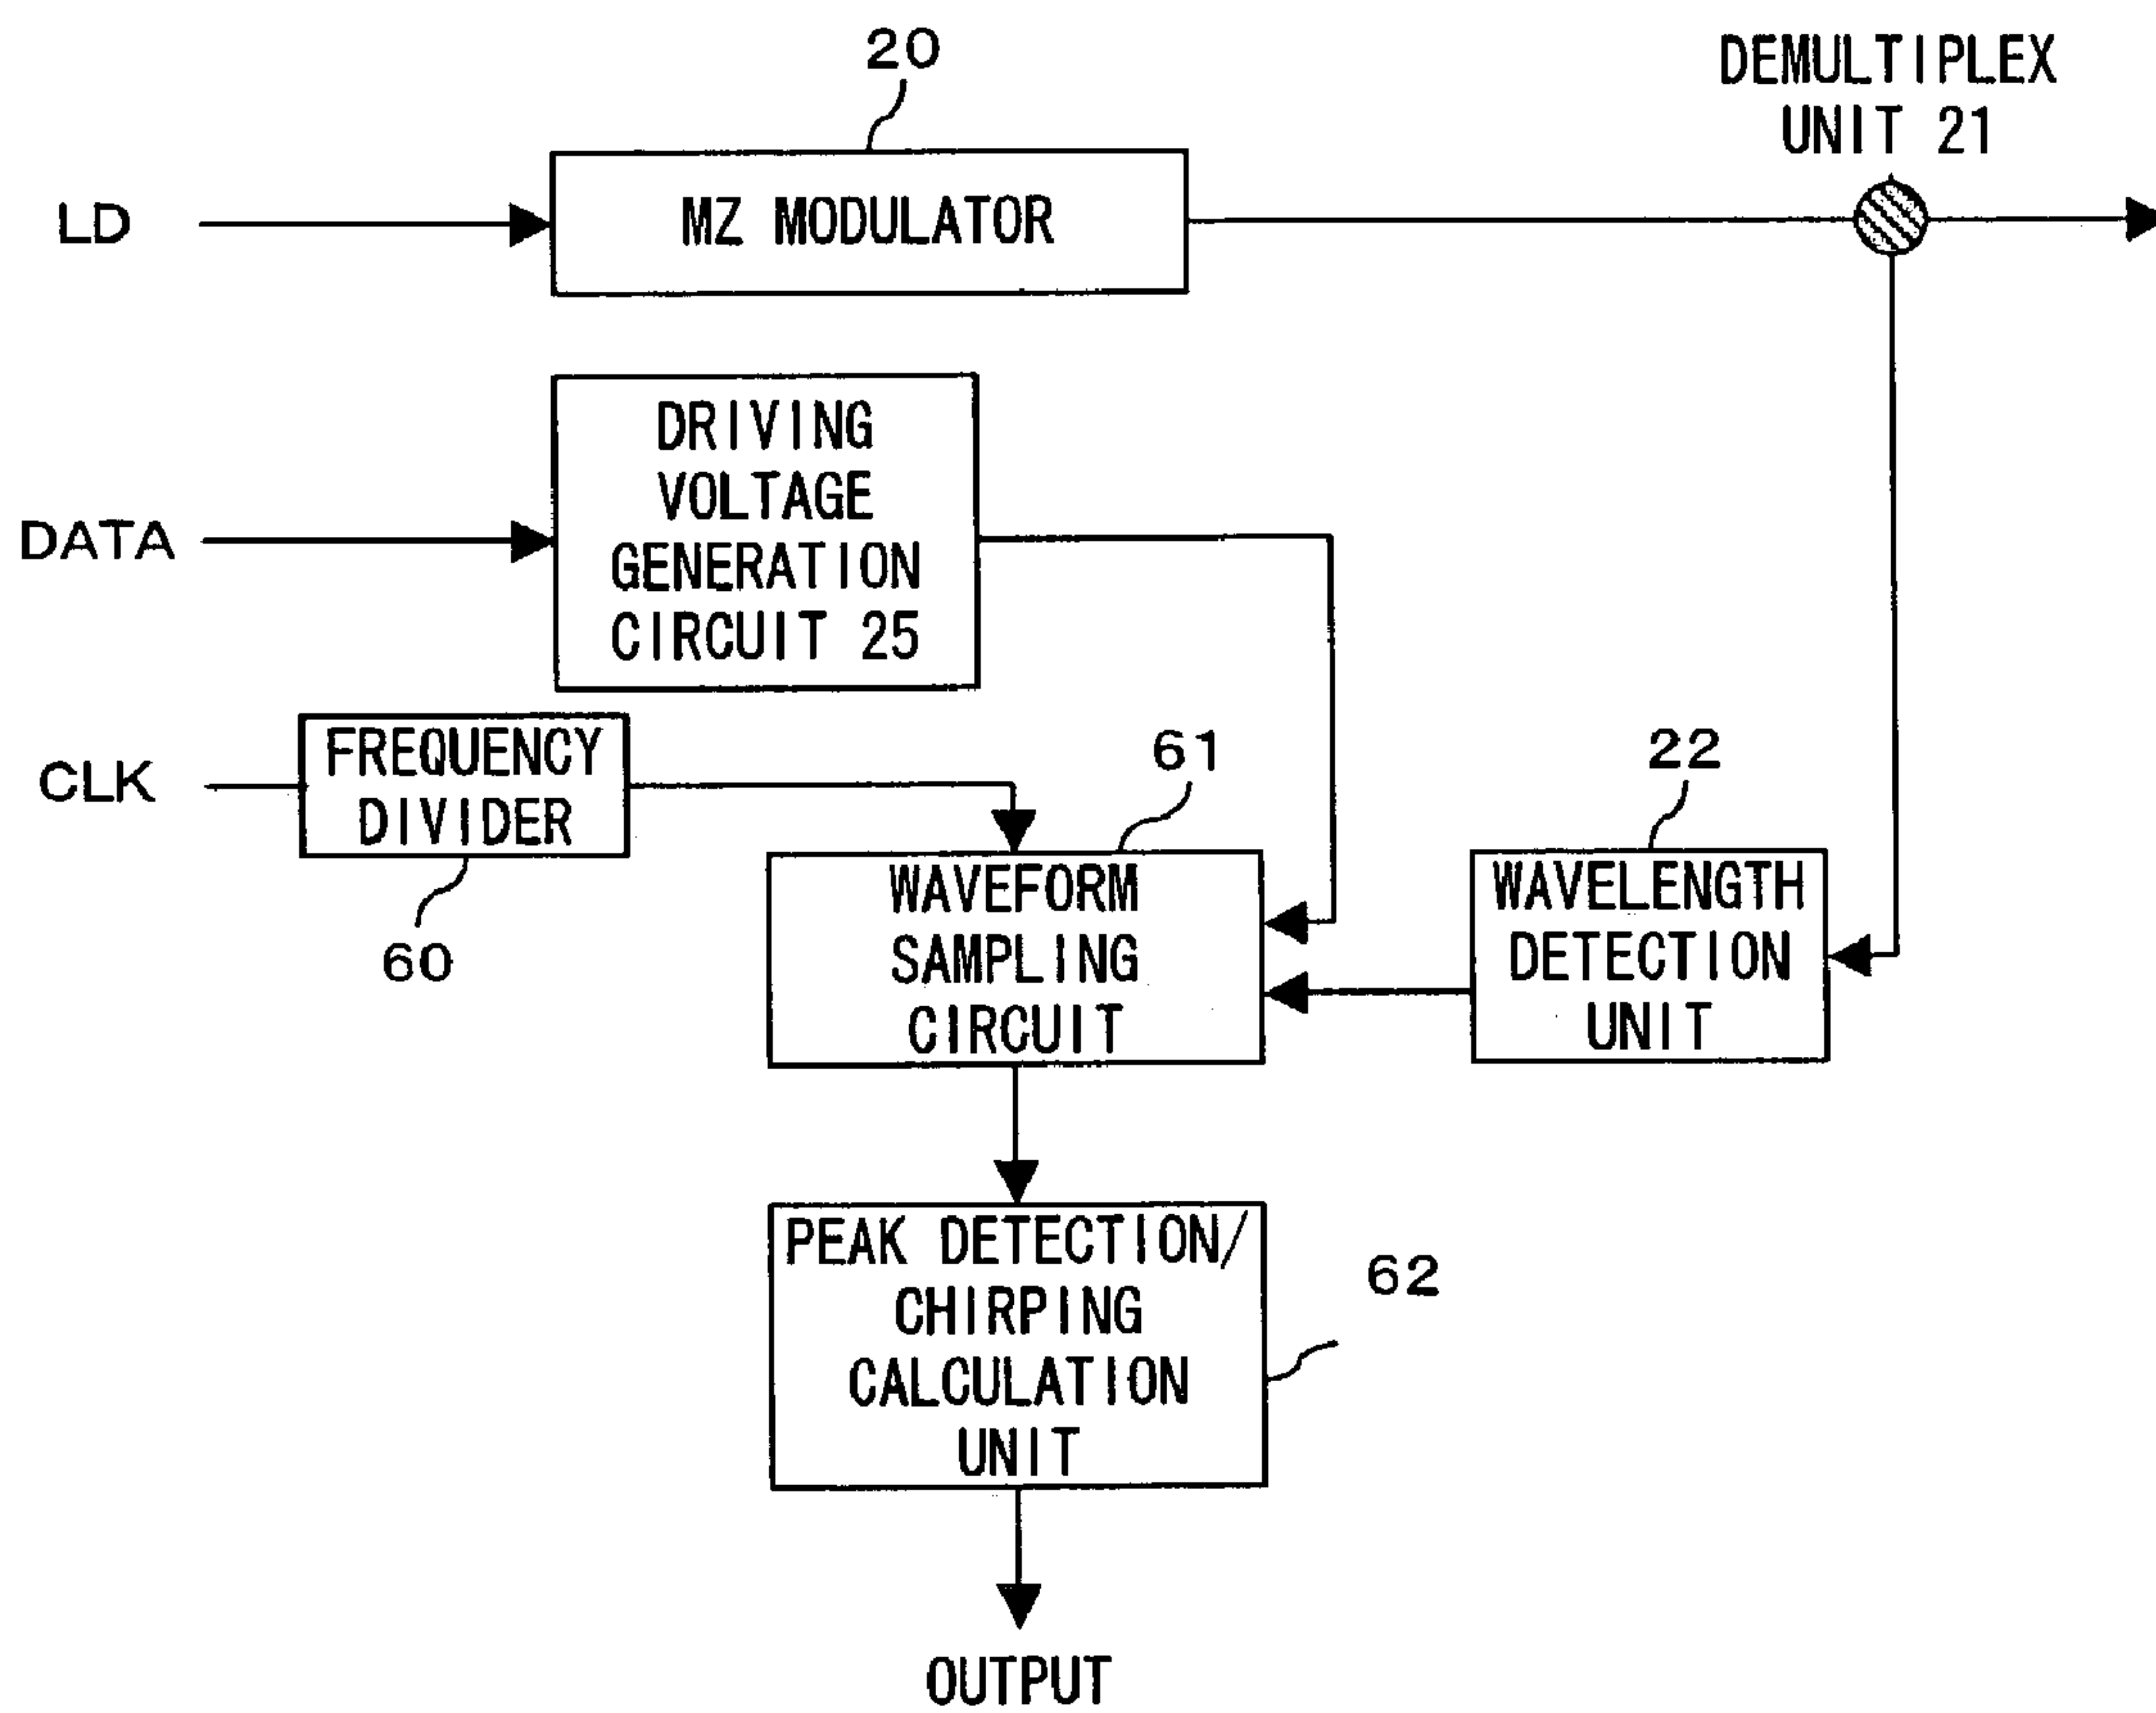 20
DEMULTIPLEX
UNIT 21
LD
MZ MODULATOR
DRIVING
VOLTAGE
GENERATION
CIRCUIT 25
DATA
CLK
FREQUENCY
DIVIDER
60
61
22
WAVEFORM
SAMPLING
CIRCUIT
WAVELENGTH
DETECTION
UNIT
PEAK DETECTION/
CHIRPING
CALCULATION
UNIT
62
OUTPUT